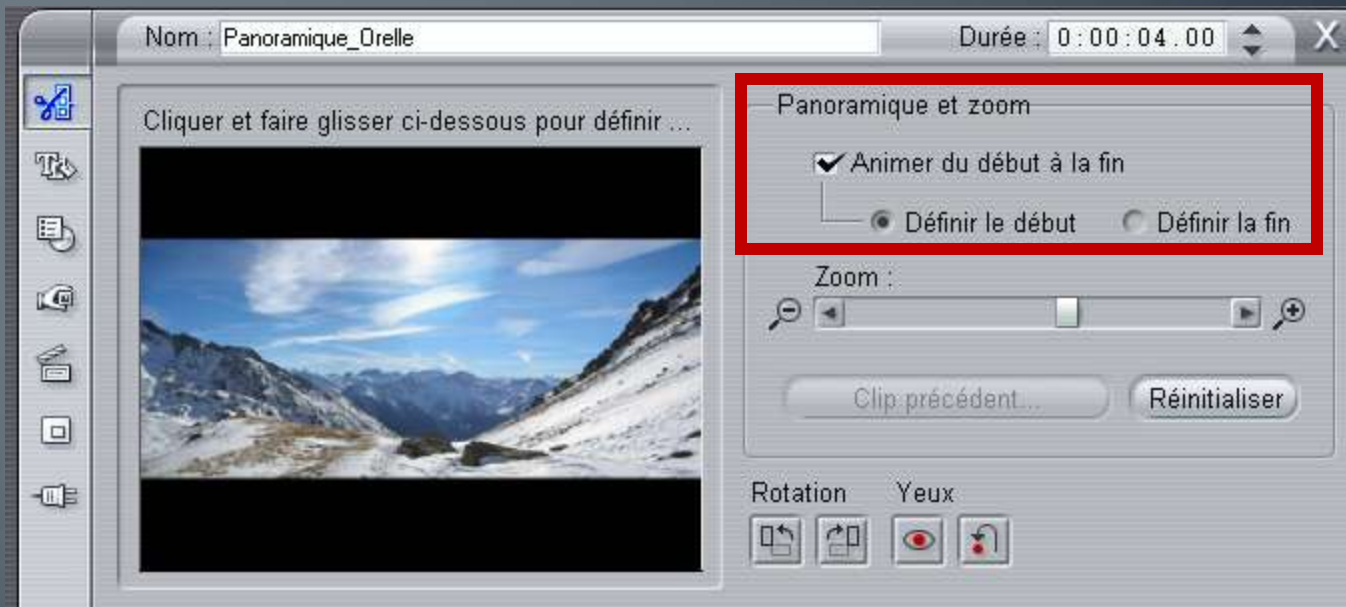 Nom : Panoramique_Orelle
Durée : 0:00:04.00
X
Cliquer et faire glisser ci-dessous pour définir ...
Panoramique et zoom
Animer du début à la fin
Définir le début
Définir la fin
Zoom :
Clip précédent...
Réinitialiser
Rotation
Yeux